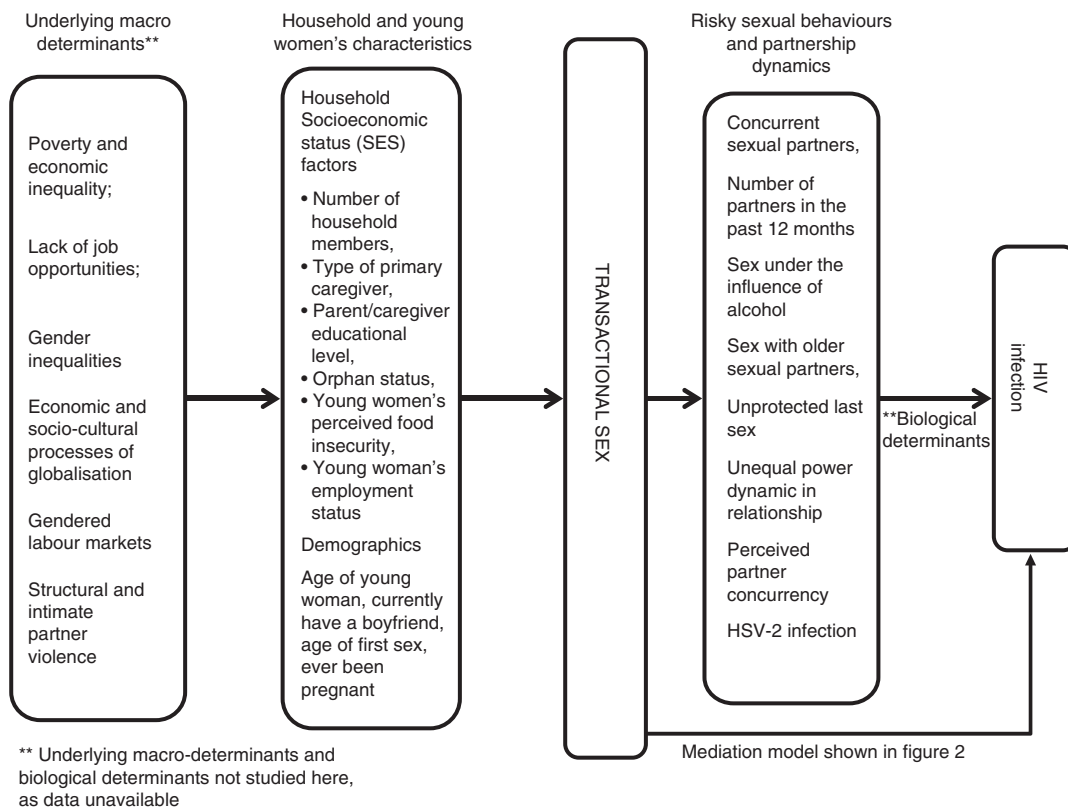 Underlying macro
determinants**
Household and young
women's characteristics
Risky sexual behaviours
and partnership
dynamics
Poverty and
economic
inequality;
Lack of job
opportunities;
Gender
inequalities
Economic and
socio-cultural
processes of
globalisation
Gendered
labour markets
Structural and
intimate
partner
violence
Household
Socioeconomic
status (SES)
factors
• Number of
household
members,
• Type of primary
caregiver,
• Parent/caregiver
educational
level,
• Orphan status,
• Young women's
perceived food
insecurity,
• Young woman's
employment
status
Demographics
Age of young
woman, currently
have a boyfriend,
age of first sex,
ever been
pregnant
TRANSACTIONAL SEX
Concurrent
sexual partners,
Number of
partners in the
past 12 months
Sex under the
influence of
alcohol
Sex with older
sexual partners,
Unprotected last
sex
Unequal power
dynamic in
relationship
Perceived
partner
concurrency
HSV-2 infection
**Biological
determinants
HIV
infection
Mediation model shown in figure 2
** Underlying macro-determinants and
biological determinants not studied here,
as data unavailable